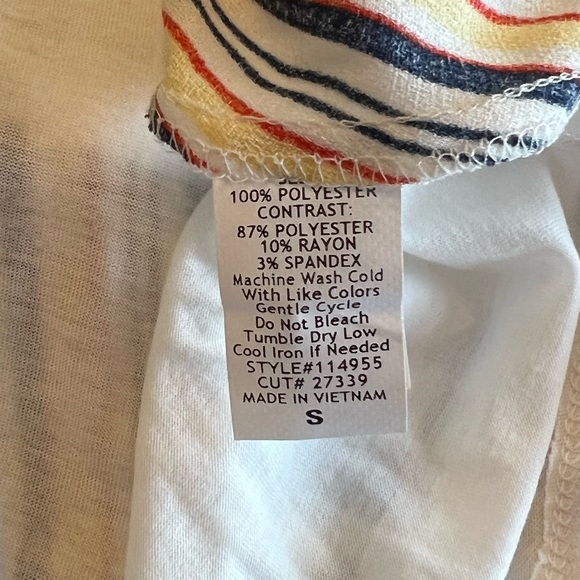 100% POLYESTER
CONTRAST:
87% POLYESTER
10% RAYON
3% SPANDEX
Machine Wash Cold
With Like Colors
Gentle Cycle
Do Not Bleach
Tumble Dry Low
Cool Iron If Needed
STYLE#114955
CUT# 27339
MADE IN VIETNAM
S